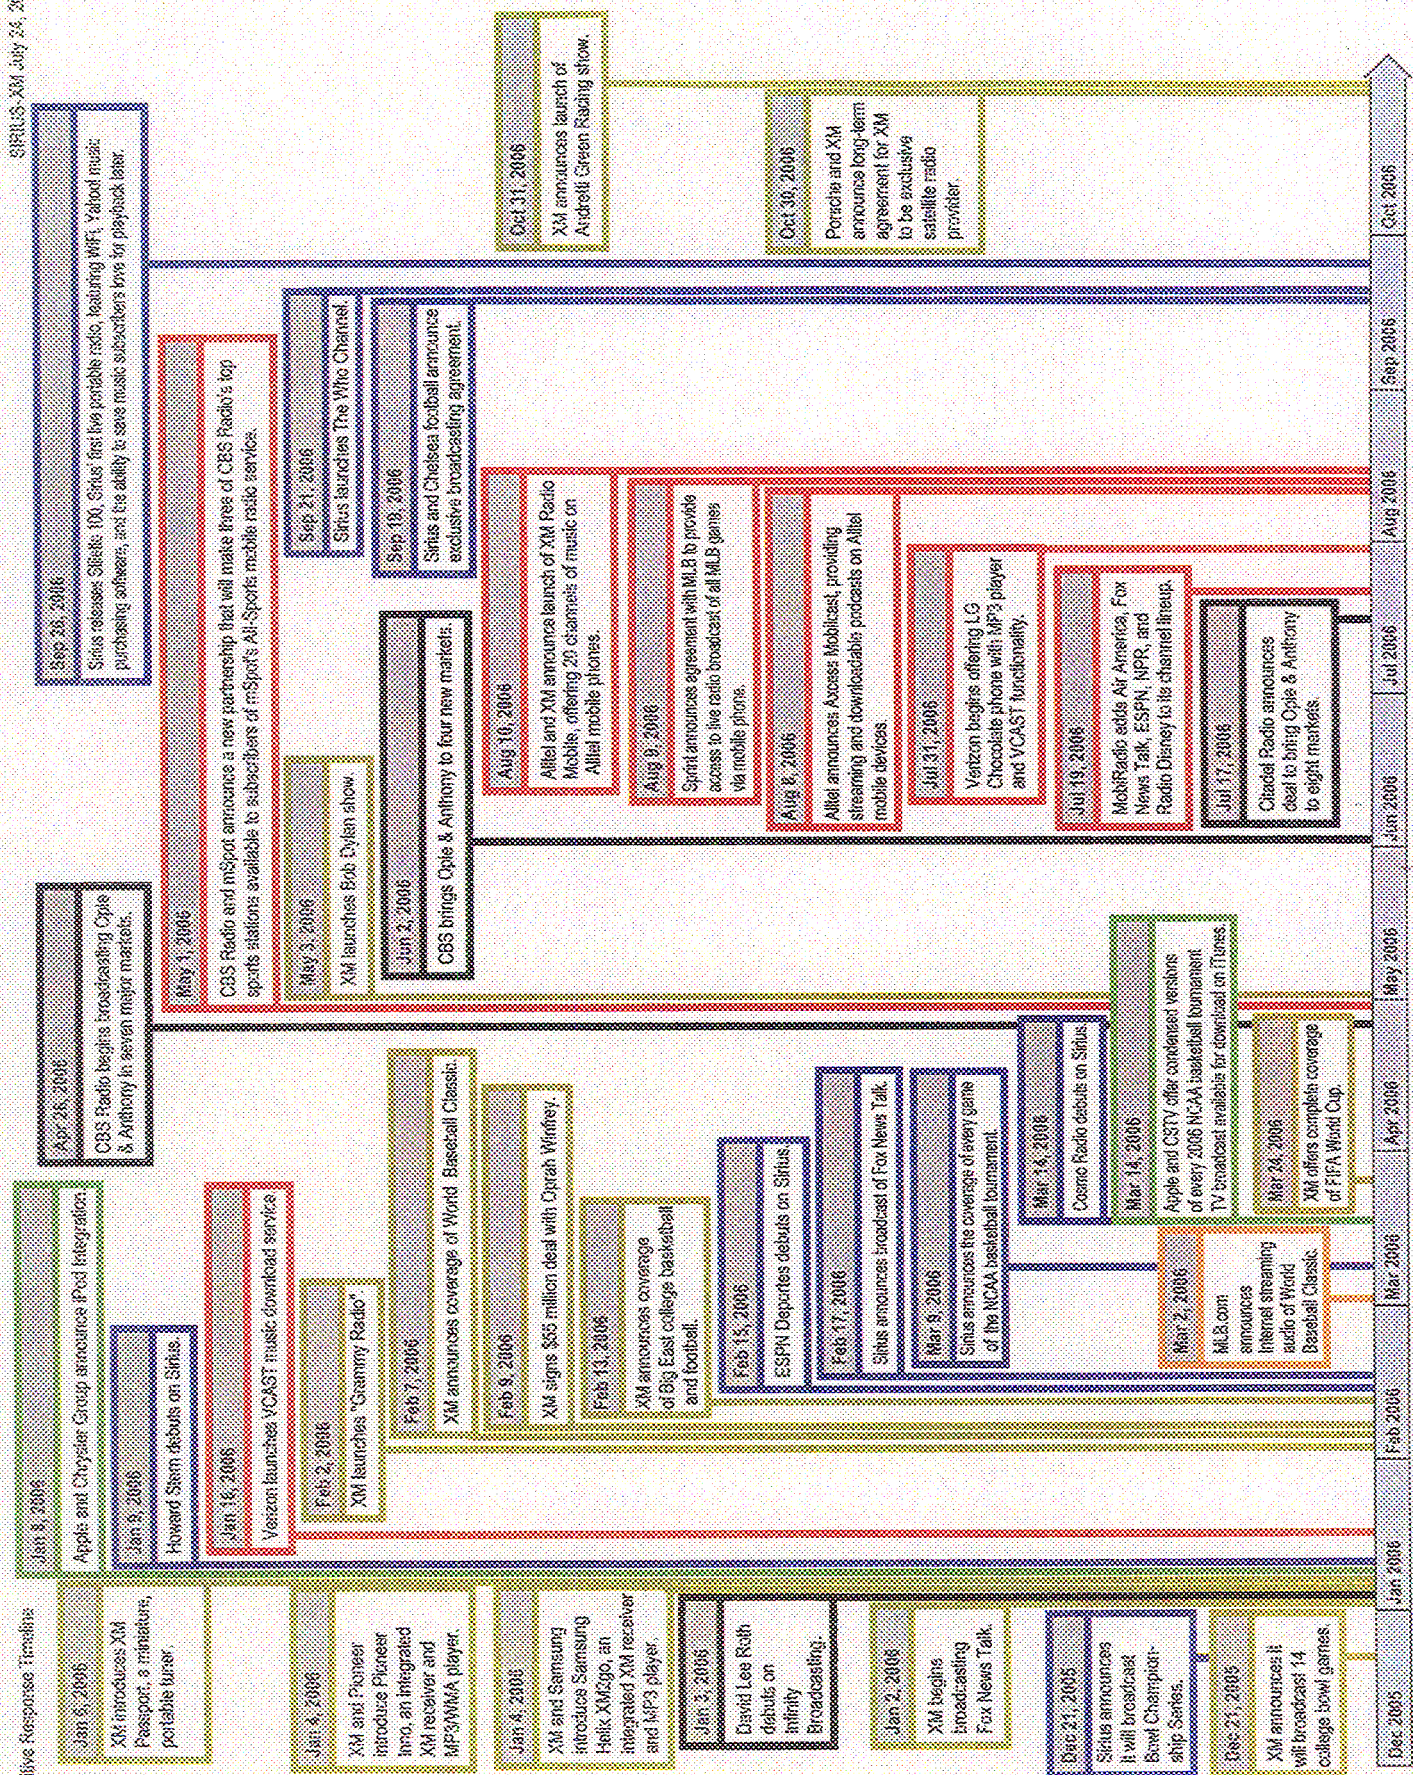 SIRIUS-XM July 24, 20
tive Response Timeline
Jan 6, 2006
XM introduces XM
Passport, a miniature,
portable tuner.
Jan 4, 2006
XM and Pioneer
introduce Pioneer
Inno, an integrated
XM receiver and
MP3/WMA player.
Jan 4, 2006
XM and Samsung
introduce Samsung
Helix XM2go, an
integrated XM receiver
and MP3 player.
Jan 3, 2006
David Lee Roth
debuts on
Infinity
Broadcasting.
Jan 2, 2006
XM begins
broadcasting
Fox News Talk.
Dec 21, 2005
Sirius announces
it will broadcast
Bowl Champion-
ship Series.
Dec 21, 2005
XM announces it
will broadcast 14
college bowl games.
Jan 8, 2006
Apple and Chrysler Group announce iPod Integration
Jan 9, 2006
Howard Stern debuts on Sirius.
Jan 16, 2006
Verizon launches VCAST music download service.
Feb 2, 2006
XM launches "Grammy Radio"
Feb 7, 2006
XM announces coverage of World Baseball Classic.
Feb 9, 2006
XM signs $55 million deal with Oprah Winfrey.
Feb 13, 2006
XM announces coverage
of Big East college basketball
and football.
Feb 15, 2006
ESPN Deportes debuts on Sirius.
Feb 17, 2006
Sirius announces broadcast of Fox News Talk.
Mar 9, 2006
Sirius announces the coverage of every game
of the NCAA basketball tournament.
Mar 2, 2006
MLB.com
announces
Internet streaming
audio of World
Baseball Classic.
Mar 14, 2006
Cosmo Radio debuts on Sirius.
Mar 14, 2006
Apple and CSTV offer condensed versions
of every 2006 NCAA basketball tournament
TV broadcast available for download on iTunes.
Mar 24, 2006
XM offers complete coverage
of FIFA World Cup.
Apr 26, 2006
CBS Radio begins broadcasting Opie
& Anthony in seven major markets.
May 1, 2006
CBS Radio and mSpot announce a new partnership that will make three of CBS Radio's top
sports stations available to subscribers of mSpot's All-Sports mobile radio service.
May 3, 2006
XM launches Bob Dylan show.
Jun 2, 2006
CBS brings Opie & Anthony to four new markets.
Aug 10, 2006
Alltel and XM announce launch of XM Radio
Mobile, offering 20 channels of music on
Alltel mobile phones.
Aug 9, 2006
Sprint announces agreement with MLB to provide
access to live radio broadcast of all MLB games
via mobile phone.
Aug 8, 2006
Alltel announces Axcess Mobilcast, providing
streaming and downloadable podcasts on Alltel
mobile devices.
Jul 31, 2006
Verizon begins offering LG
Chocolate phone with MP3 player
and VCAST functionality.
Jul 19, 2006
MobiRadio adds Air America, Fox
News Talk, ESPN, NPR, and
Radio Disney to its channel lineup.
Jul 17, 2006
Citadel Radio announces
deal to bring Opie & Anthony
to eight markets.
Sep 26, 2006
Sirius releases Stiletto 100, Sirius' first live portable radio, featuring WiFi, Yahoo! music
purchasing software, and the ability to save music subscribers love for playback later.
Sep 21, 2006
Sirius launches The Who Channel.
Sep 19, 2006
Sirius and Chelsea football announce
exclusive broadcasting agreement.
Oct 31, 2006
XM announces launch of
Andretti Green Racing show.
Oct 30, 2006
Porsche and XM
announce long-term
agreement for XM
to be exclusive
satellite radio
provider.
Dec 2005
Jan 2006
Feb 2006
Mar 2006
Apr 2006
May 2006
Jun 2006
Jul 2006
Aug 2006
Sep 2006
Oct 2006